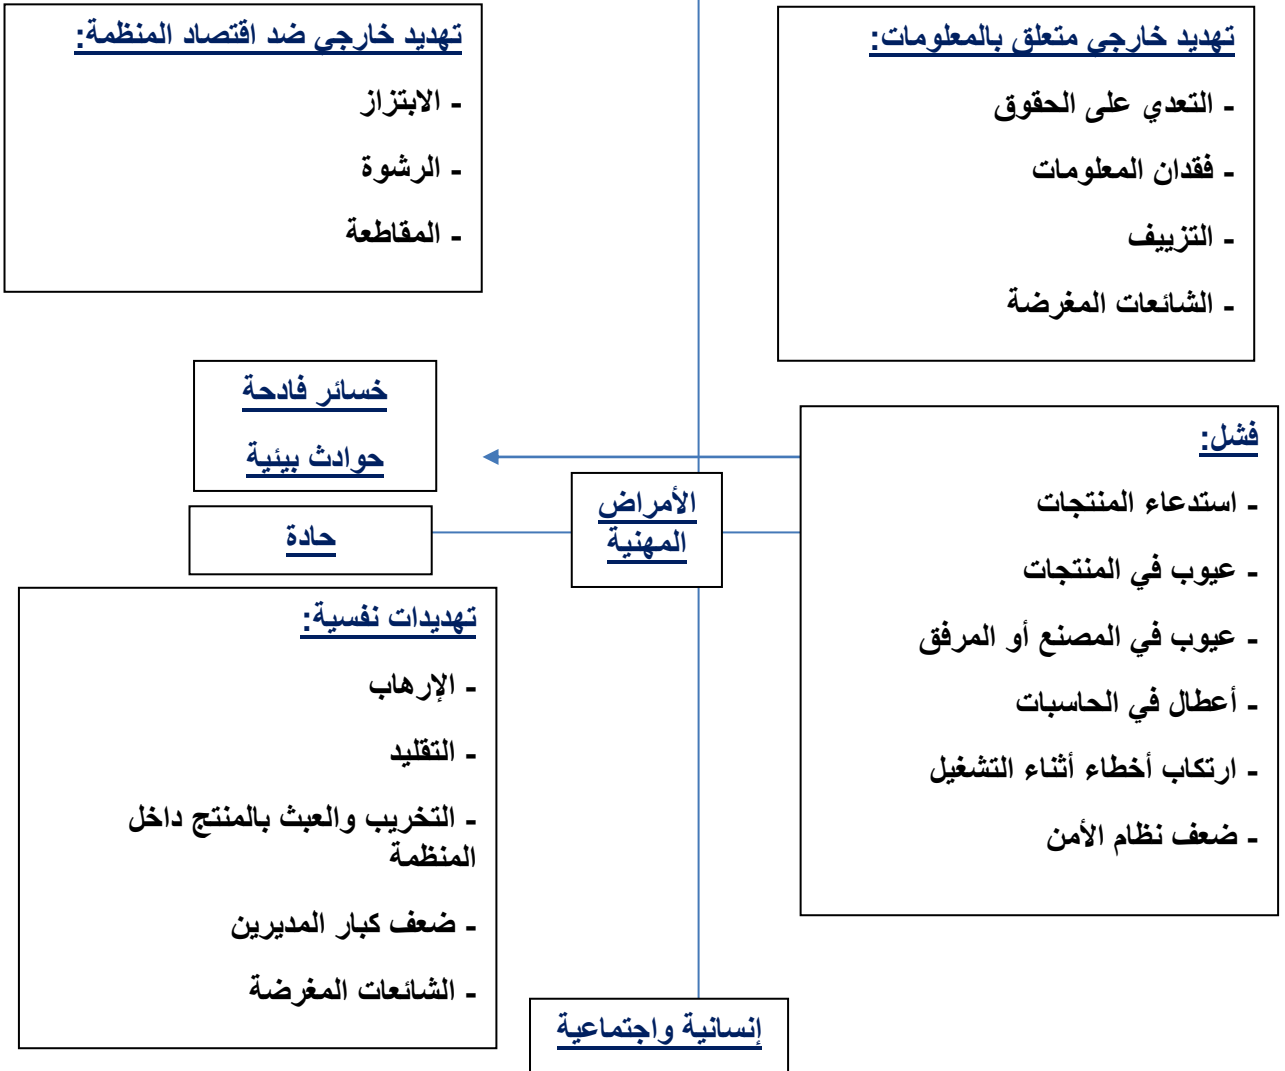 تهديد خارجي متعلق بالمعلومات:
- التعدي على الحقوق
- فقدان المعلومات
- التزييف
- الشائعات المغرضة
تهديد خارجي ضد اقتصاد المنظمة:
- الابتزاز
- الرشوة
- المقاطعة
فشل:
- استدعاء المنتجات
- عيوب في المنتجات
- عيوب في المصنع أو المرفق
- أعطال في الحاسبات
- ارتكاب أخطاء أثناء التشغيل
- ضعف نظام الأمن
الأمراض
المهنية
خسائر فادحة
حوادث بيئية
حادة
تهديدات نفسية:
- الإرهاب
- التقليد
- التخريب والعبث بالمنتج داخل
المنظمة
- ضعف كبار المديرين
- الشائعات المغرضة
إنسانية واجتماعية